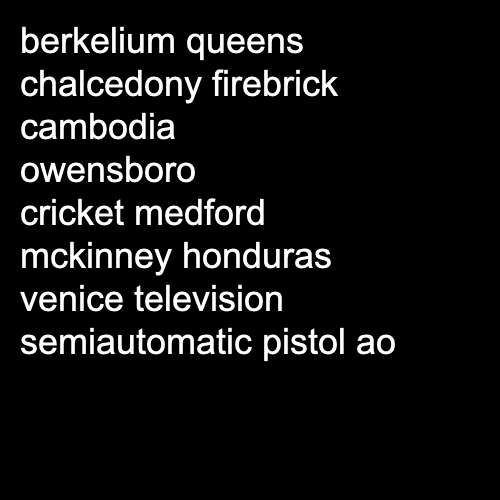 berkelium queens
chalcedony firebrick
cambodia
owensboro
cricket medford
mckinney honduras
venice television
semiautomatic pistol ao